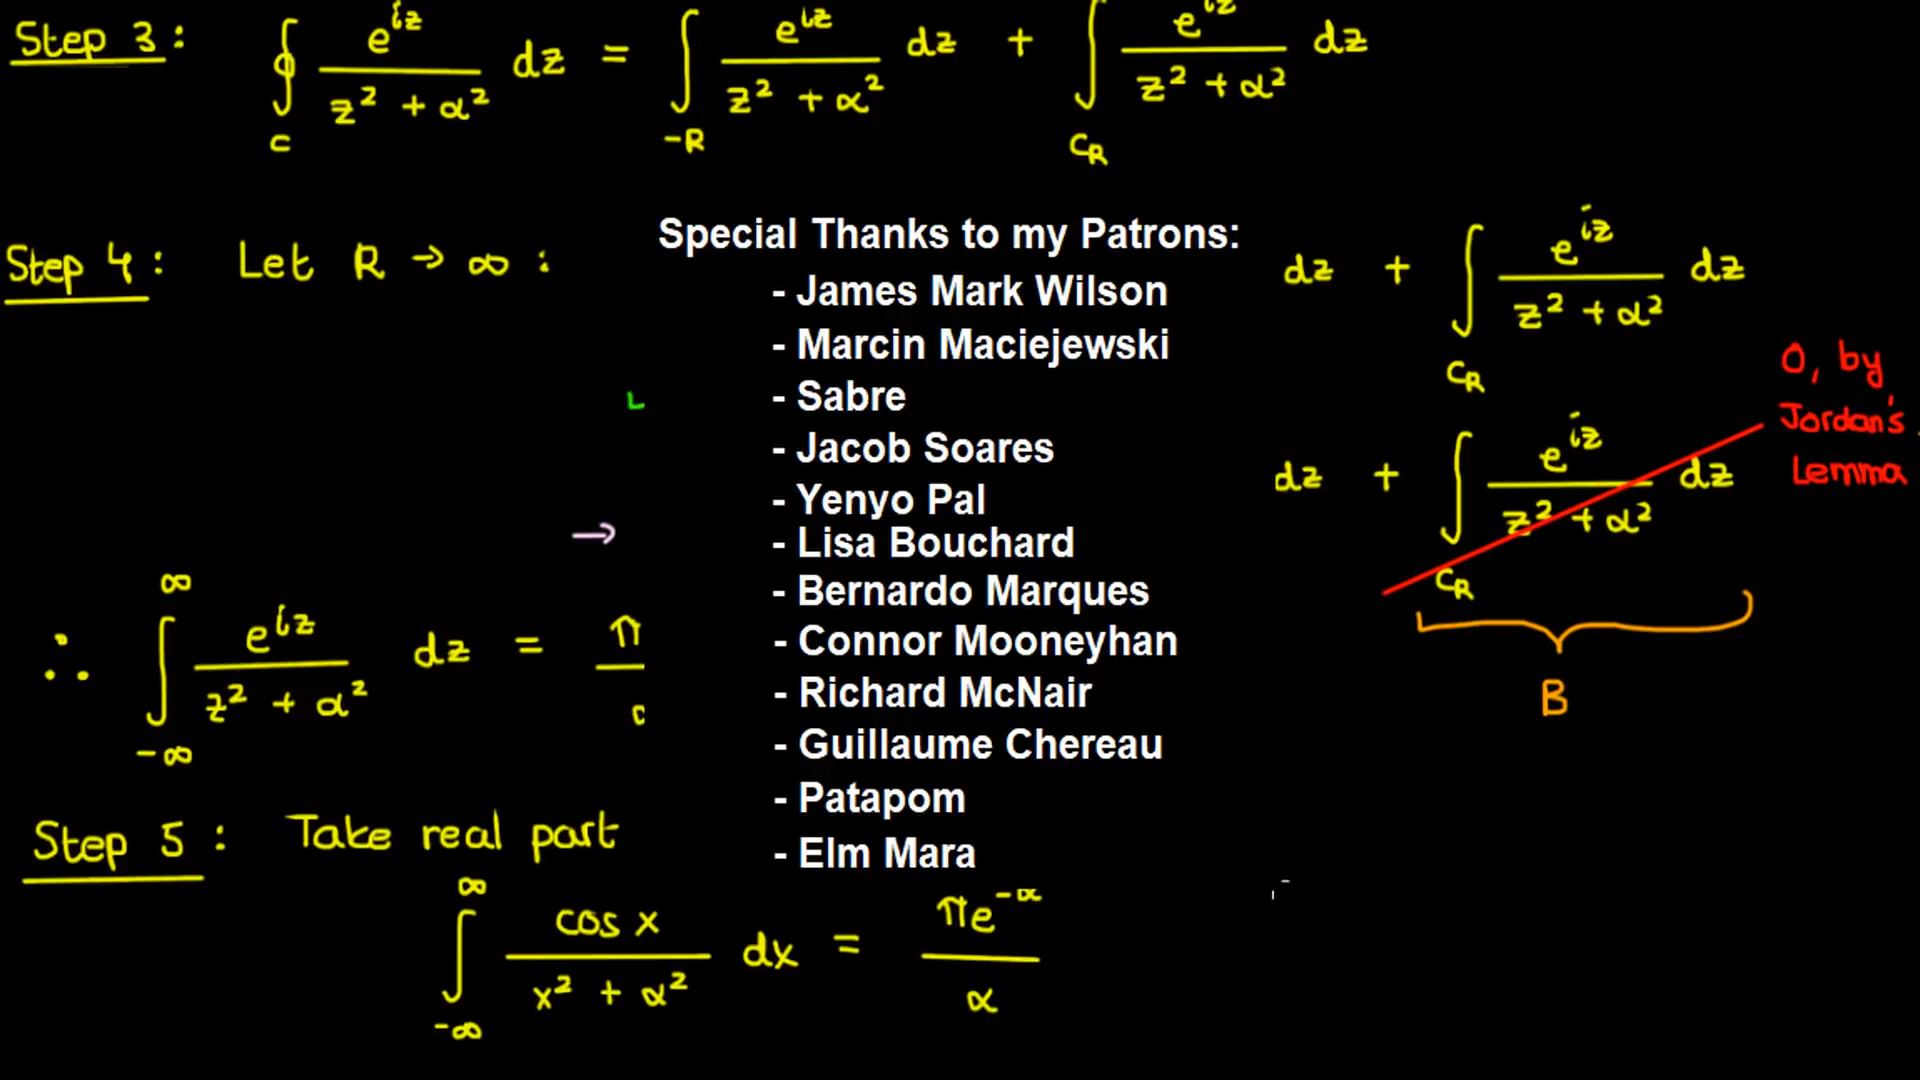 Step 3: ∮ e^{iz} / z² + α² dz = ∫ e^{iz} / z² + α² dz + ∫ e^{iz} / z² + α² dz
C -R C_R
Step 4: Let R → ∞ :
dz + ∫ e^{iz} / z² + α² dz
C_R
dz + ∫ e^{iz} / z² + α² dz
C_R
0, by
Jordan's
Lemma
B
→
Special Thanks to my Patrons:
- James Mark Wilson
- Marcin Maciejewski
- Sabre
- Jacob Soares
- Yenyo Pal
- Lisa Bouchard
- Bernardo Marques
- Connor Mooneyhan
- Richard McNair
- Guillaume Chereau
- Patapom
- Elm Mara
∞
∴ ∫ e^{iz} / z² + α² dz = π
-∞
Step 5: Take real part
∞
∫ cos x / x² + α² dx = πe^{-α} / α
-∞